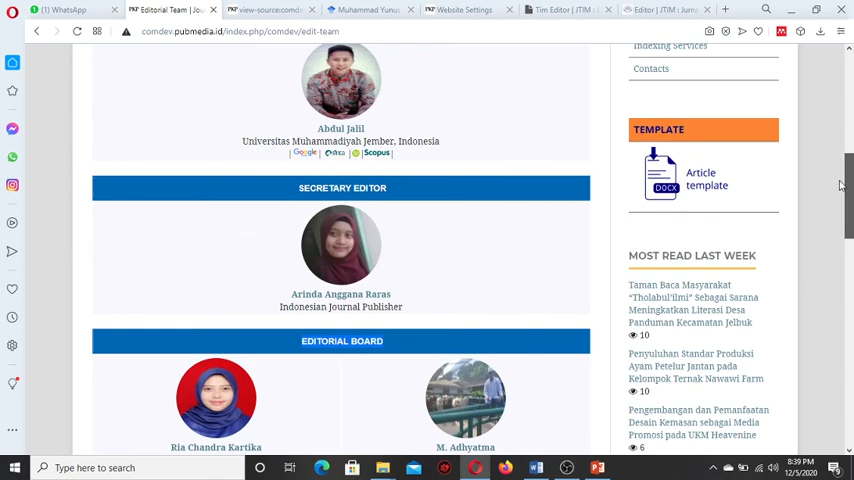 (1) WhatsApp
Editorial Team | Jou
view-source:comde
Muhammad Yunus
Website Settings
Tim Editor | JTIM : J
Editor | JTIM : Jurna
comdev.pubmedia.id/index.php/comdev/edit-team
Abdul Jalil
Universitas Muhammadiyah Jember, Indonesia
| Google | | Scopus |
SECRETARY EDITOR
Arinda Anggana Raras
Indonesian Journal Publisher
EDITORIAL BOARD
Ria Chandra Kartika
M. Adhyatma
Indexing Services
Contacts
TEMPLATE
DOCX
Article
template
MOST READ LAST WEEK
Taman Baca Masyarakat
“Tholabul'ilmi” Sebagai Sarana
Meningkatkan Literasi Desa
Panduman Kecamatan Jelbuk
10
Penyuluhan Standar Produksi
Ayam Petelur Jantan pada
Kelompok Ternak Nawawi Farm
10
Pengembangan dan Pemanfaatan
Desain Kemasan sebagai Media
Promosi pada UKM Heavenine
6
Type here to search
8:39 PM
12/5/2020